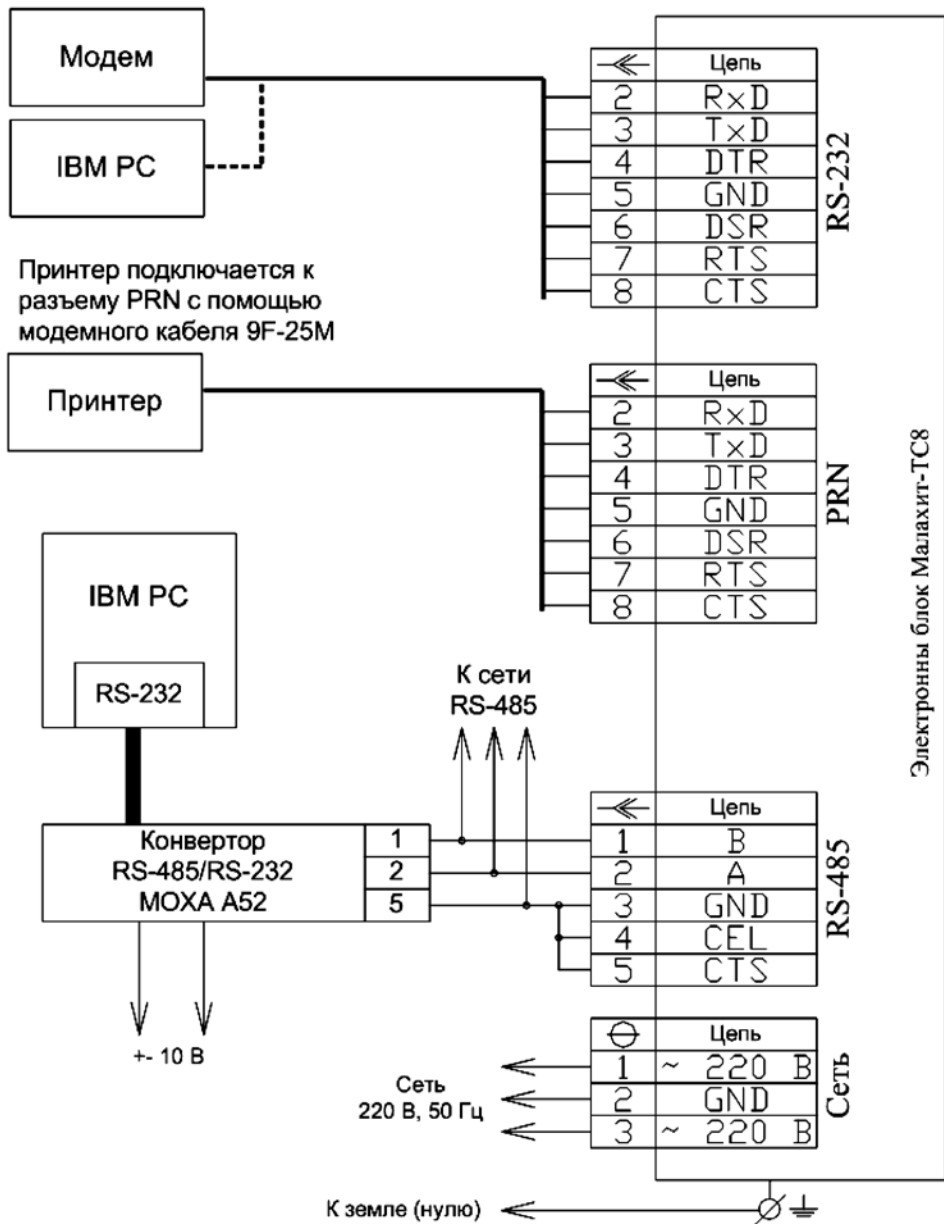 Модем
IBM PC
Принтер подключается к
разъему PRN с помощью
модемного кабеля 9F-25M
Принтер
IBM PC
RS-232
Конвертор
RS-485/RS-232
MOXA A52
1
2
5
+- 10 В
К сети
RS-485
Цепь
2 RxD
3 TxD
4 DTR
5 GND
6 DSR
7 RTS
8 CTS
RS-232
Цепь
2 RxD
3 TxD
4 DTR
5 GND
6 DSR
7 RTS
8 CTS
PRN
Цепь
1 B
2 A
3 GND
4 CEL
5 CTS
RS-485
Цепь
1 ~ 220 В
2 GND
3 ~ 220 В
Сеть
Сеть
220 В, 50 Гц
К земле (нулю)
Электронны блок Малахит-ТС8